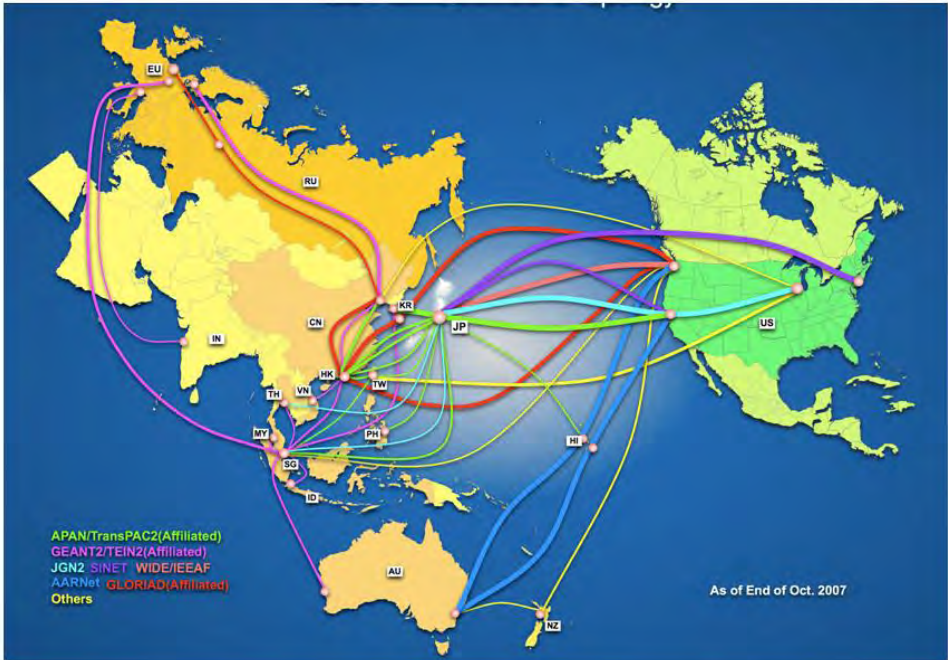 EU
RU
KR
JP
CN
US
IN
HK
TW
TH
VN
MY
PH
HI
SG
ID
APAN/TransPAC2(Affiliated)
GEANT2/TEIN2(Affiliated)
JGN2 SINET WIDE/IEEAF
AARNet GLORIAD(Affiliated)
Others
AU
As of End of Oct. 2007
NZ